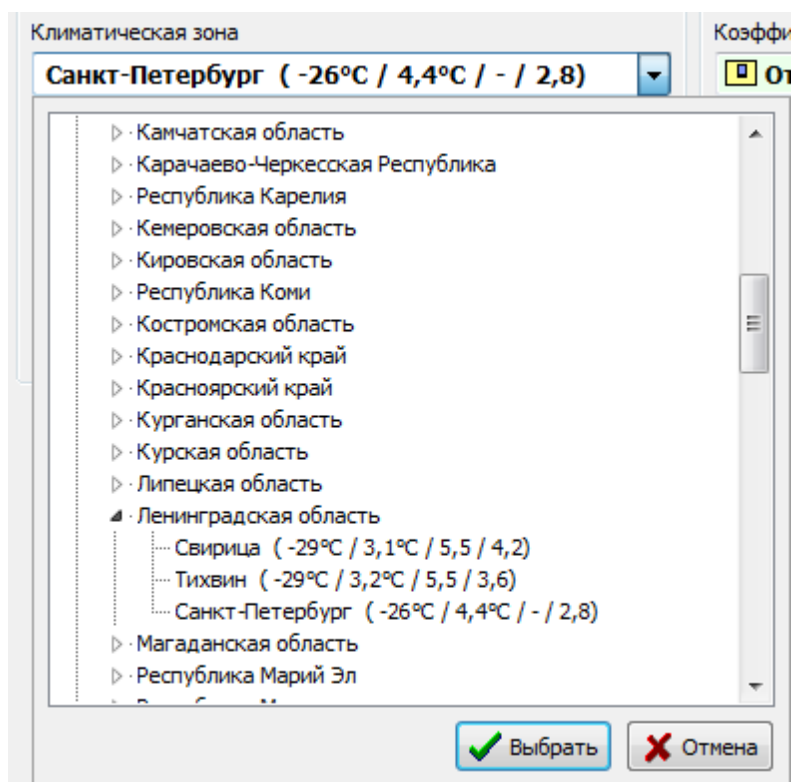 Климатическая зона
Санкт-Петербург ( -26°C / 4,4°C / - / 2,8)
Камчатская область
Карачаево-Черкесская Республика
Республика Карелия
Кемеровская область
Кировская область
Республика Коми
Костромская область
Краснодарский край
Красноярский край
Курганская область
Курская область
Липецкая область
Ленинградская область
Свирица ( -29°C / 3,1°C / 5,5 / 4,2)
Тихвин ( -29°C / 3,2°C / 5,5 / 3,6)
Санкт-Петербург ( -26°C / 4,4°C / - / 2,8)
Магаданская область
Республика Марий Эл
Выбрать Отмена